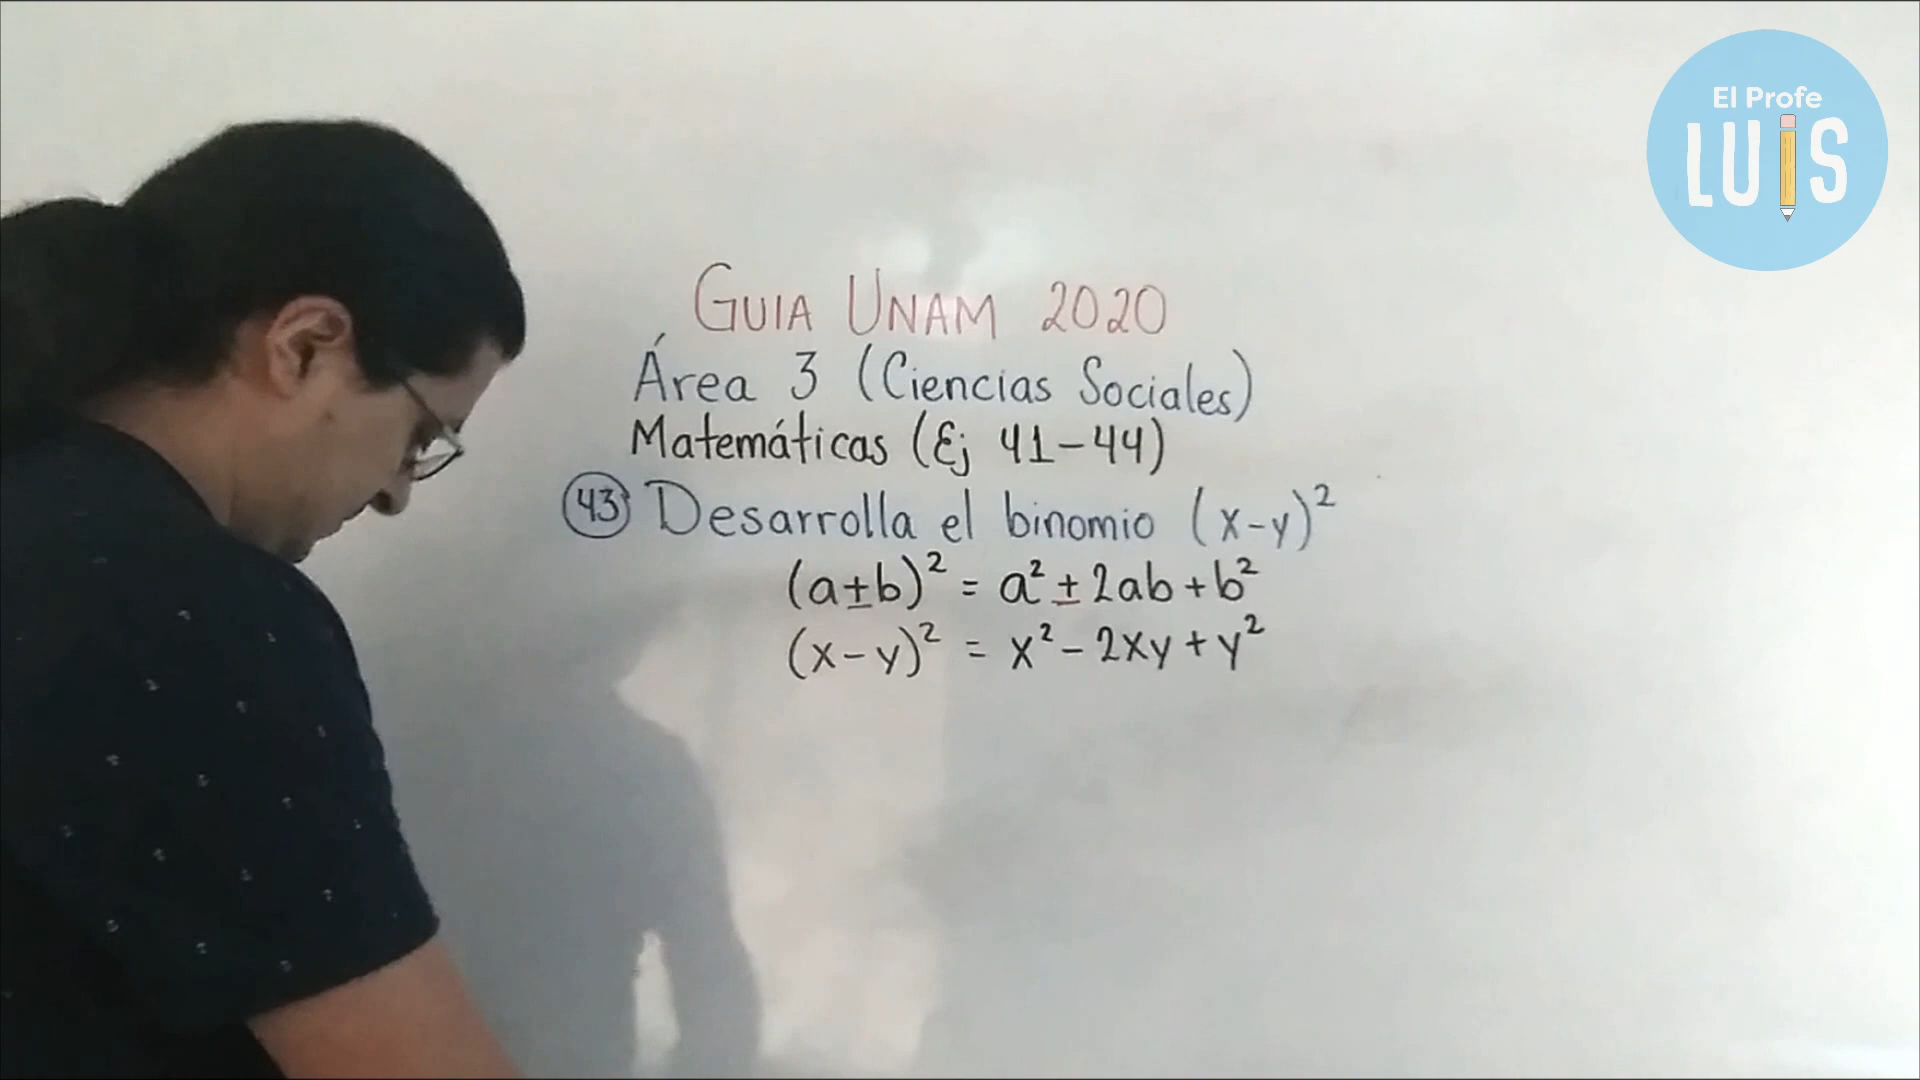 El Profe
LUIS
GUIA UNAM 2020
Área 3 (Ciencias Sociales)
Matemáticas (Ej 41-44)
43 Desarrolla el binomio (x-y)²
(a±b)² = a² ± 2ab + b²
(x-y)² = x² - 2xy + y²